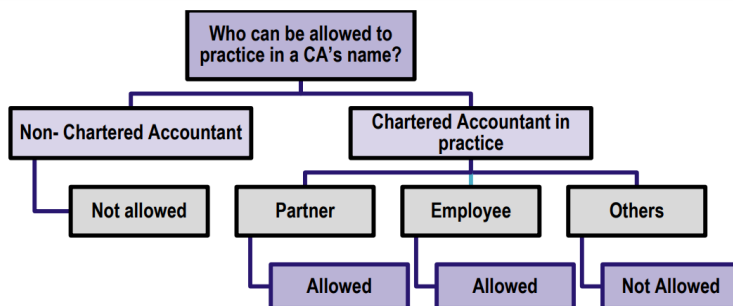 Who can be allowed to
practice in a CA's name?
Non- Chartered Accountant
Chartered Accountant in
practice
Not allowed
Partner
Employee
Others
Allowed
Allowed
Not Allowed